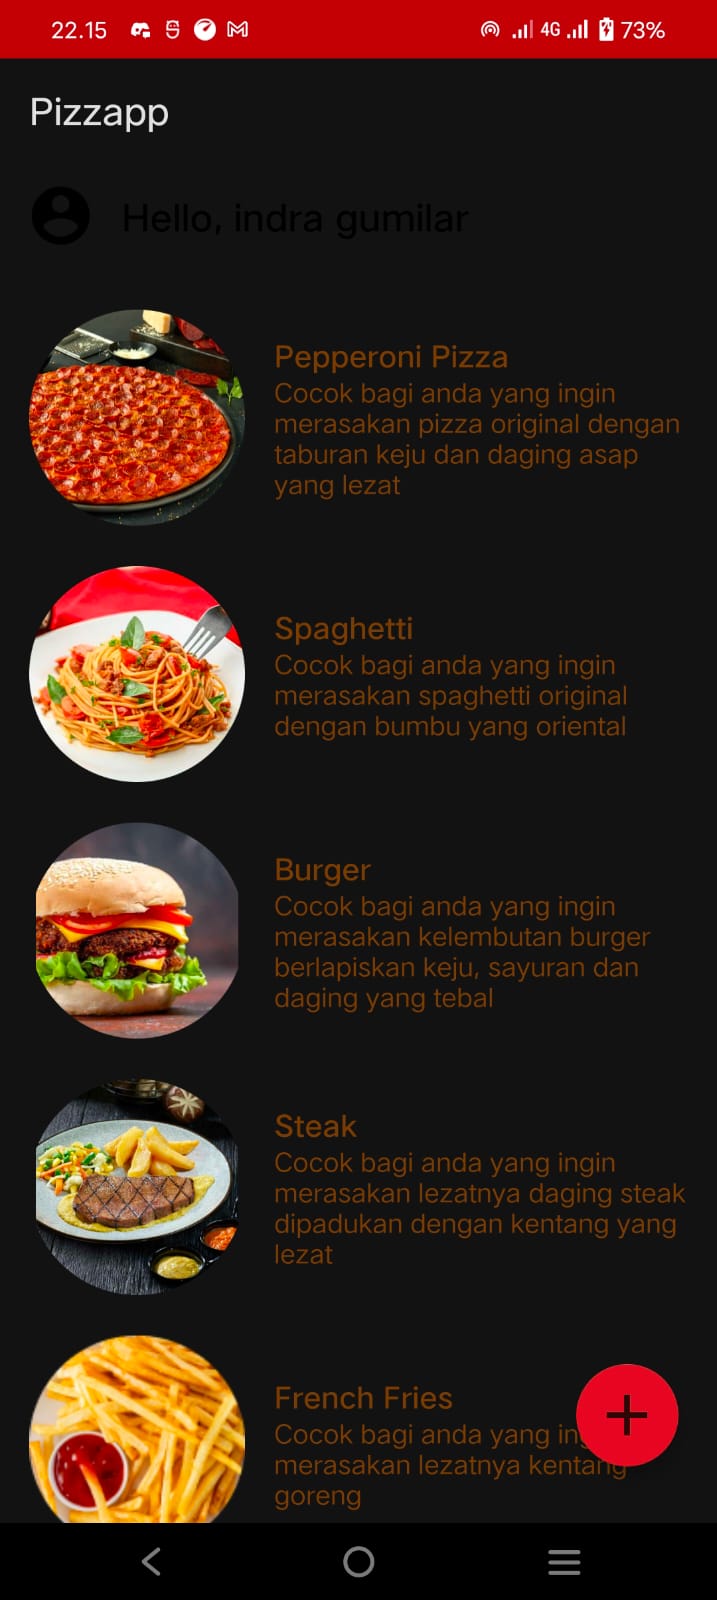 22.15 4G 73%
Pizzapp
Hello, indra gumilar
Pepperoni Pizza
Cocok bagi anda yang ingin
merasakan pizza original dengan
taburan keju dan daging asap
yang lezat
Spaghetti
Cocok bagi anda yang ingin
merasakan spaghetti original
dengan bumbu yang oriental
Burger
Cocok bagi anda yang ingin
merasakan kelembutan burger
berlapiskan keju, sayuran dan
daging yang tebal
Steak
Cocok bagi anda yang ingin
merasakan lezatnya daging steak
dipadukan dengan kentang yang
lezat
French Fries
Cocok bagi anda yang ing
merasakan lezatnya kentang
goreng